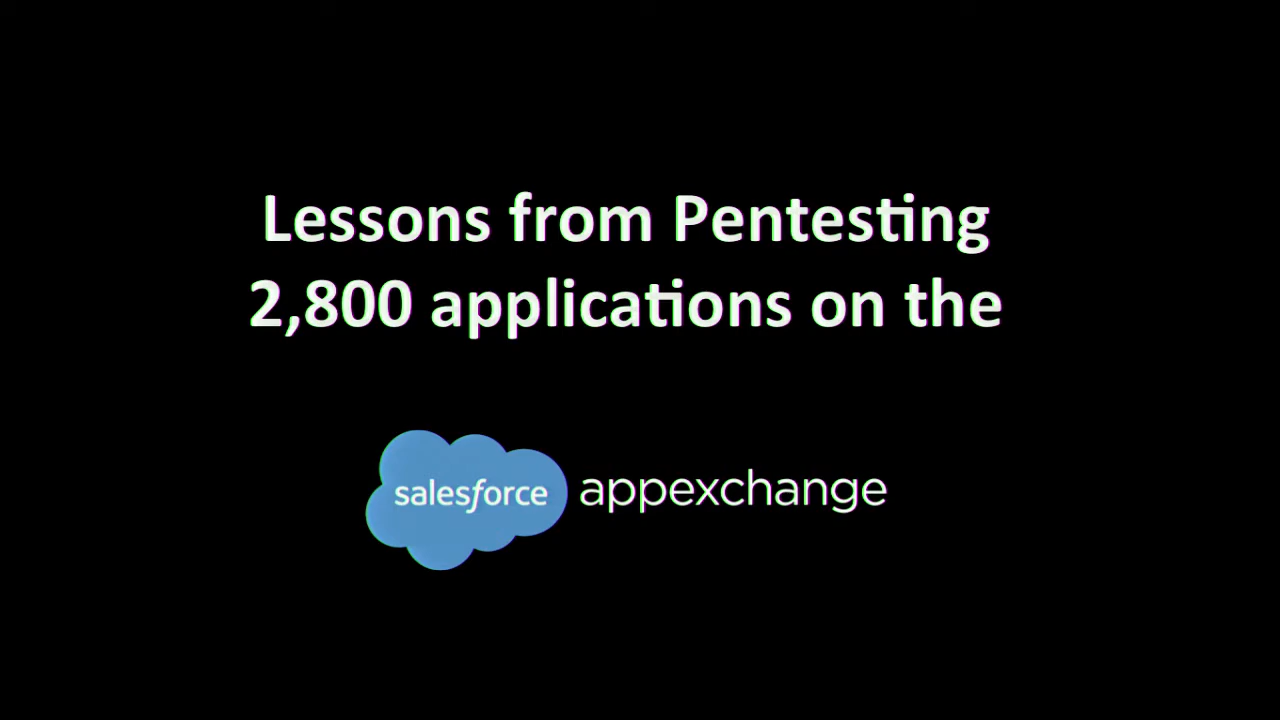 Lessons from Pentesting
2,800 applications on the
salesforce appexchange